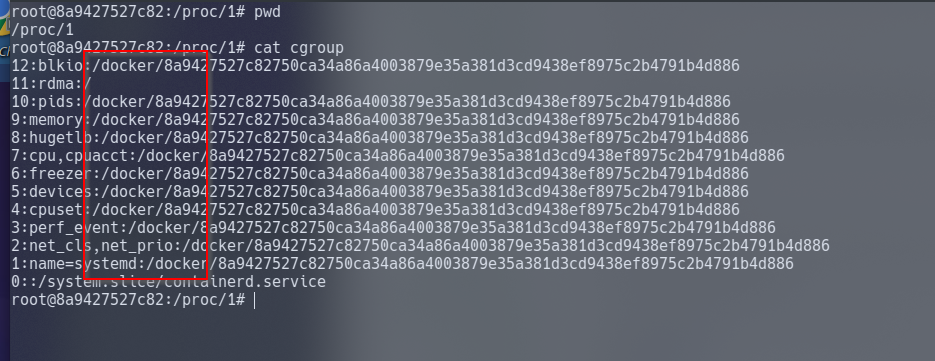 root@8a9427527c82:/proc/1# pwd
/proc/1
root@8a9427527c82:/proc/1# cat cgroup
12:blkio:/docker/8a9427527c82750ca34a86a4003879e35a381d3cd9438ef8975c2b4791b4d886
11:rdma:/
10:pids:/docker/8a9427527c82750ca34a86a4003879e35a381d3cd9438ef8975c2b4791b4d886
9:memory:/docker/8a9427527c82750ca34a86a4003879e35a381d3cd9438ef8975c2b4791b4d886
8:hugetlb:/docker/8a9427527c82750ca34a86a4003879e35a381d3cd9438ef8975c2b4791b4d886
7:cpu,cpuacct:/docker/8a9427527c82750ca34a86a4003879e35a381d3cd9438ef8975c2b4791b4d886
6:freezer:/docker/8a9427527c82750ca34a86a4003879e35a381d3cd9438ef8975c2b4791b4d886
5:devices:/docker/8a9427527c82750ca34a86a4003879e35a381d3cd9438ef8975c2b4791b4d886
4:cpuset:/docker/8a9427527c82750ca34a86a4003879e35a381d3cd9438ef8975c2b4791b4d886
3:perf_event:/docker/8a9427527c82750ca34a86a4003879e35a381d3cd9438ef8975c2b4791b4d886
2:net_cls,net_prio:/docker/8a9427527c82750ca34a86a4003879e35a381d3cd9438ef8975c2b4791b4d886
1:name=systemd:/docker/8a9427527c82750ca34a86a4003879e35a381d3cd9438ef8975c2b4791b4d886
0::/system.slice/containerd.service
root@8a9427527c82:/proc/1#